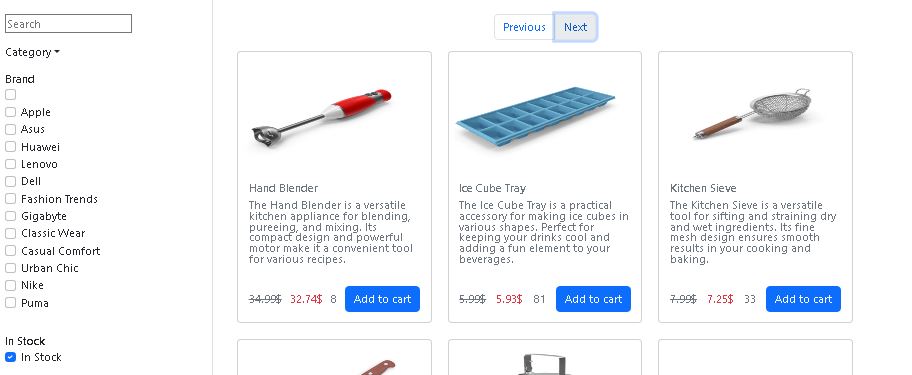 Search
Category
Brand
Apple
Asus
Huawei
Lenovo
Dell
Fashion Trends
Gigabyte
Classic Wear
Casual Comfort
Urban Chic
Nike
Puma
In Stock
In Stock
Previous Next
Hand Blender
The Hand Blender is a versatile
kitchen appliance for blending,
pureeing, and mixing. Its
compact design and powerful
motor make it a convenient tool
for various recipes.
34.99$ 32.74$ 8 Add to cart
Ice Cube Tray
The Ice Cube Tray is a practical
accessory for making ice cubes in
various shapes. Perfect for
keeping your drinks cool and
adding a fun element to your
beverages.
5.99$ 5.93$ 81 Add to cart
Kitchen Sieve
The Kitchen Sieve is a versatile
tool for sifting and straining dry
and wet ingredients. Its fine
mesh design ensures smooth
results in your cooking and
baking.
7.99$ 7.25$ 33 Add to cart